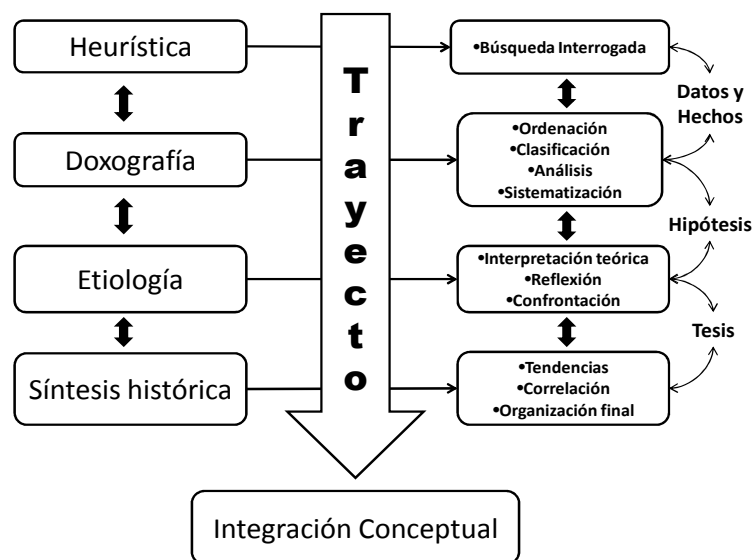 Heurística
Doxografía
Etiología
Síntesis histórica
Trayecto
•Búsqueda Interrogada
•Ordenación
•Clasificación
•Análisis
•Sistematización
•Interpretación teórica
•Reflexión
•Confrontación
•Tendencias
•Correlación
•Organización final
Datos y
Hechos
Hipótesis
Tesis
Integración Conceptual